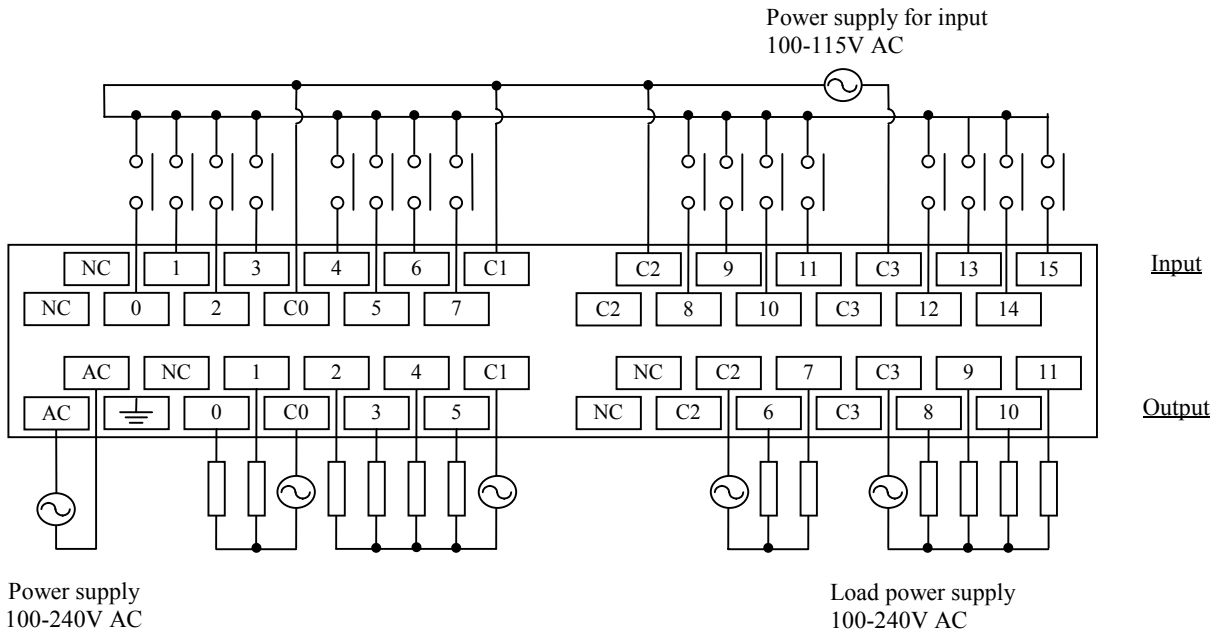 Power supply for input
100-115V AC
NC 1 3 4 6 C1 C2 9 11 C3 13 15
Input
NC 0 2 C0 5 7 C2 8 10 C3 12 14
AC NC 1 2 4 C1 NC C2 7 C3 9 11
AC 0 C0 3 5 NC C2 6 C3 8 10
Output
Power supply
100-240V AC
Load power supply
100-240V AC